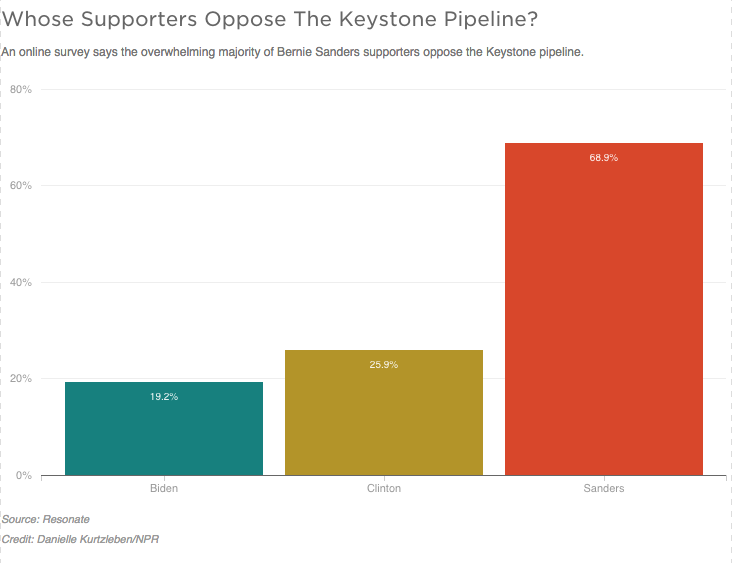 Whose Supporters Oppose The Keystone Pipeline?
An online survey says the overwhelming majority of Bernie Sanders supporters oppose the Keystone pipeline.
80%
68.9%
60%
40%
25.9%
20%
19.2%
0%
Biden Clinton Sanders
Source: Resonate
Credit: Danielle Kurtzleben/NPR